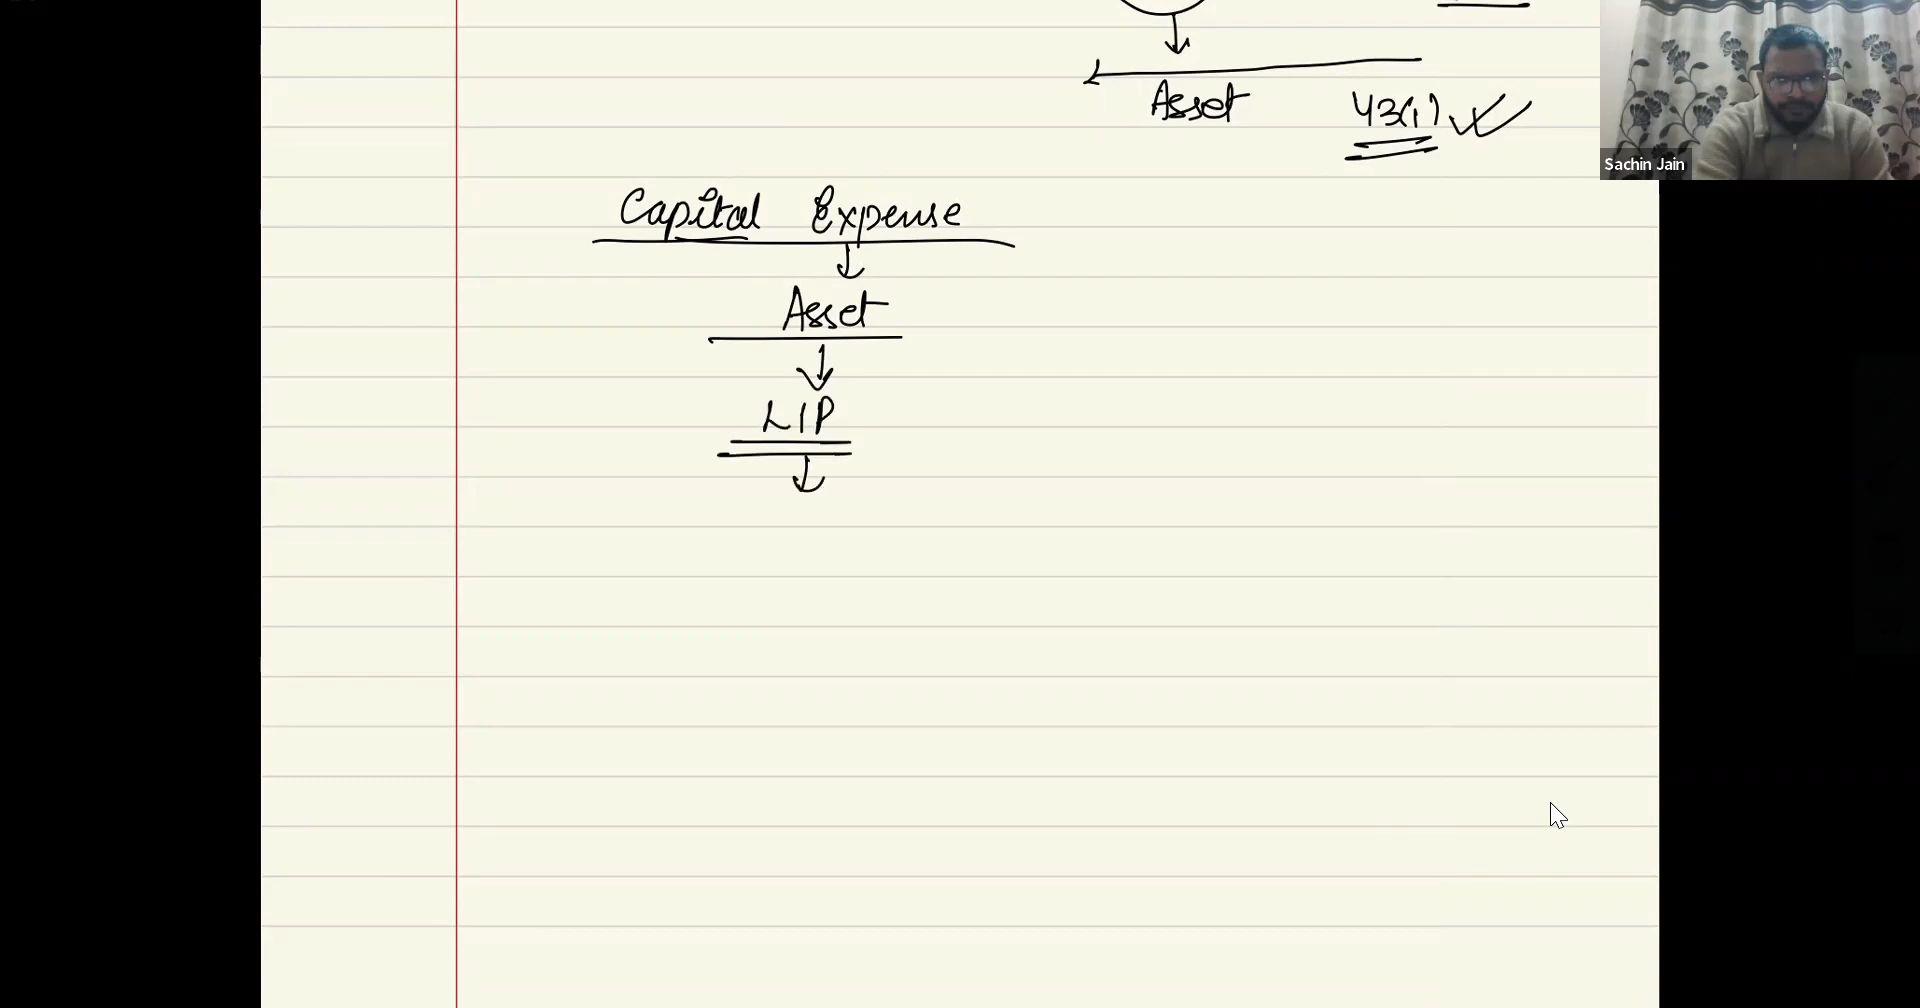 Asset 43(1)
Sachin Jain
Capital Expense
Asset
LIP